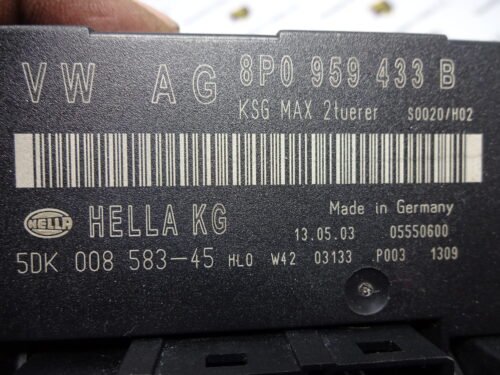 VW AG 8P0 959 433 B
KSG MAX 2tuerer S0020/H02
HELLA HELLA KG Made in Germany
13.05.03 05550600
5DK 008 583-45 HLO W42 03133 .P003 1309